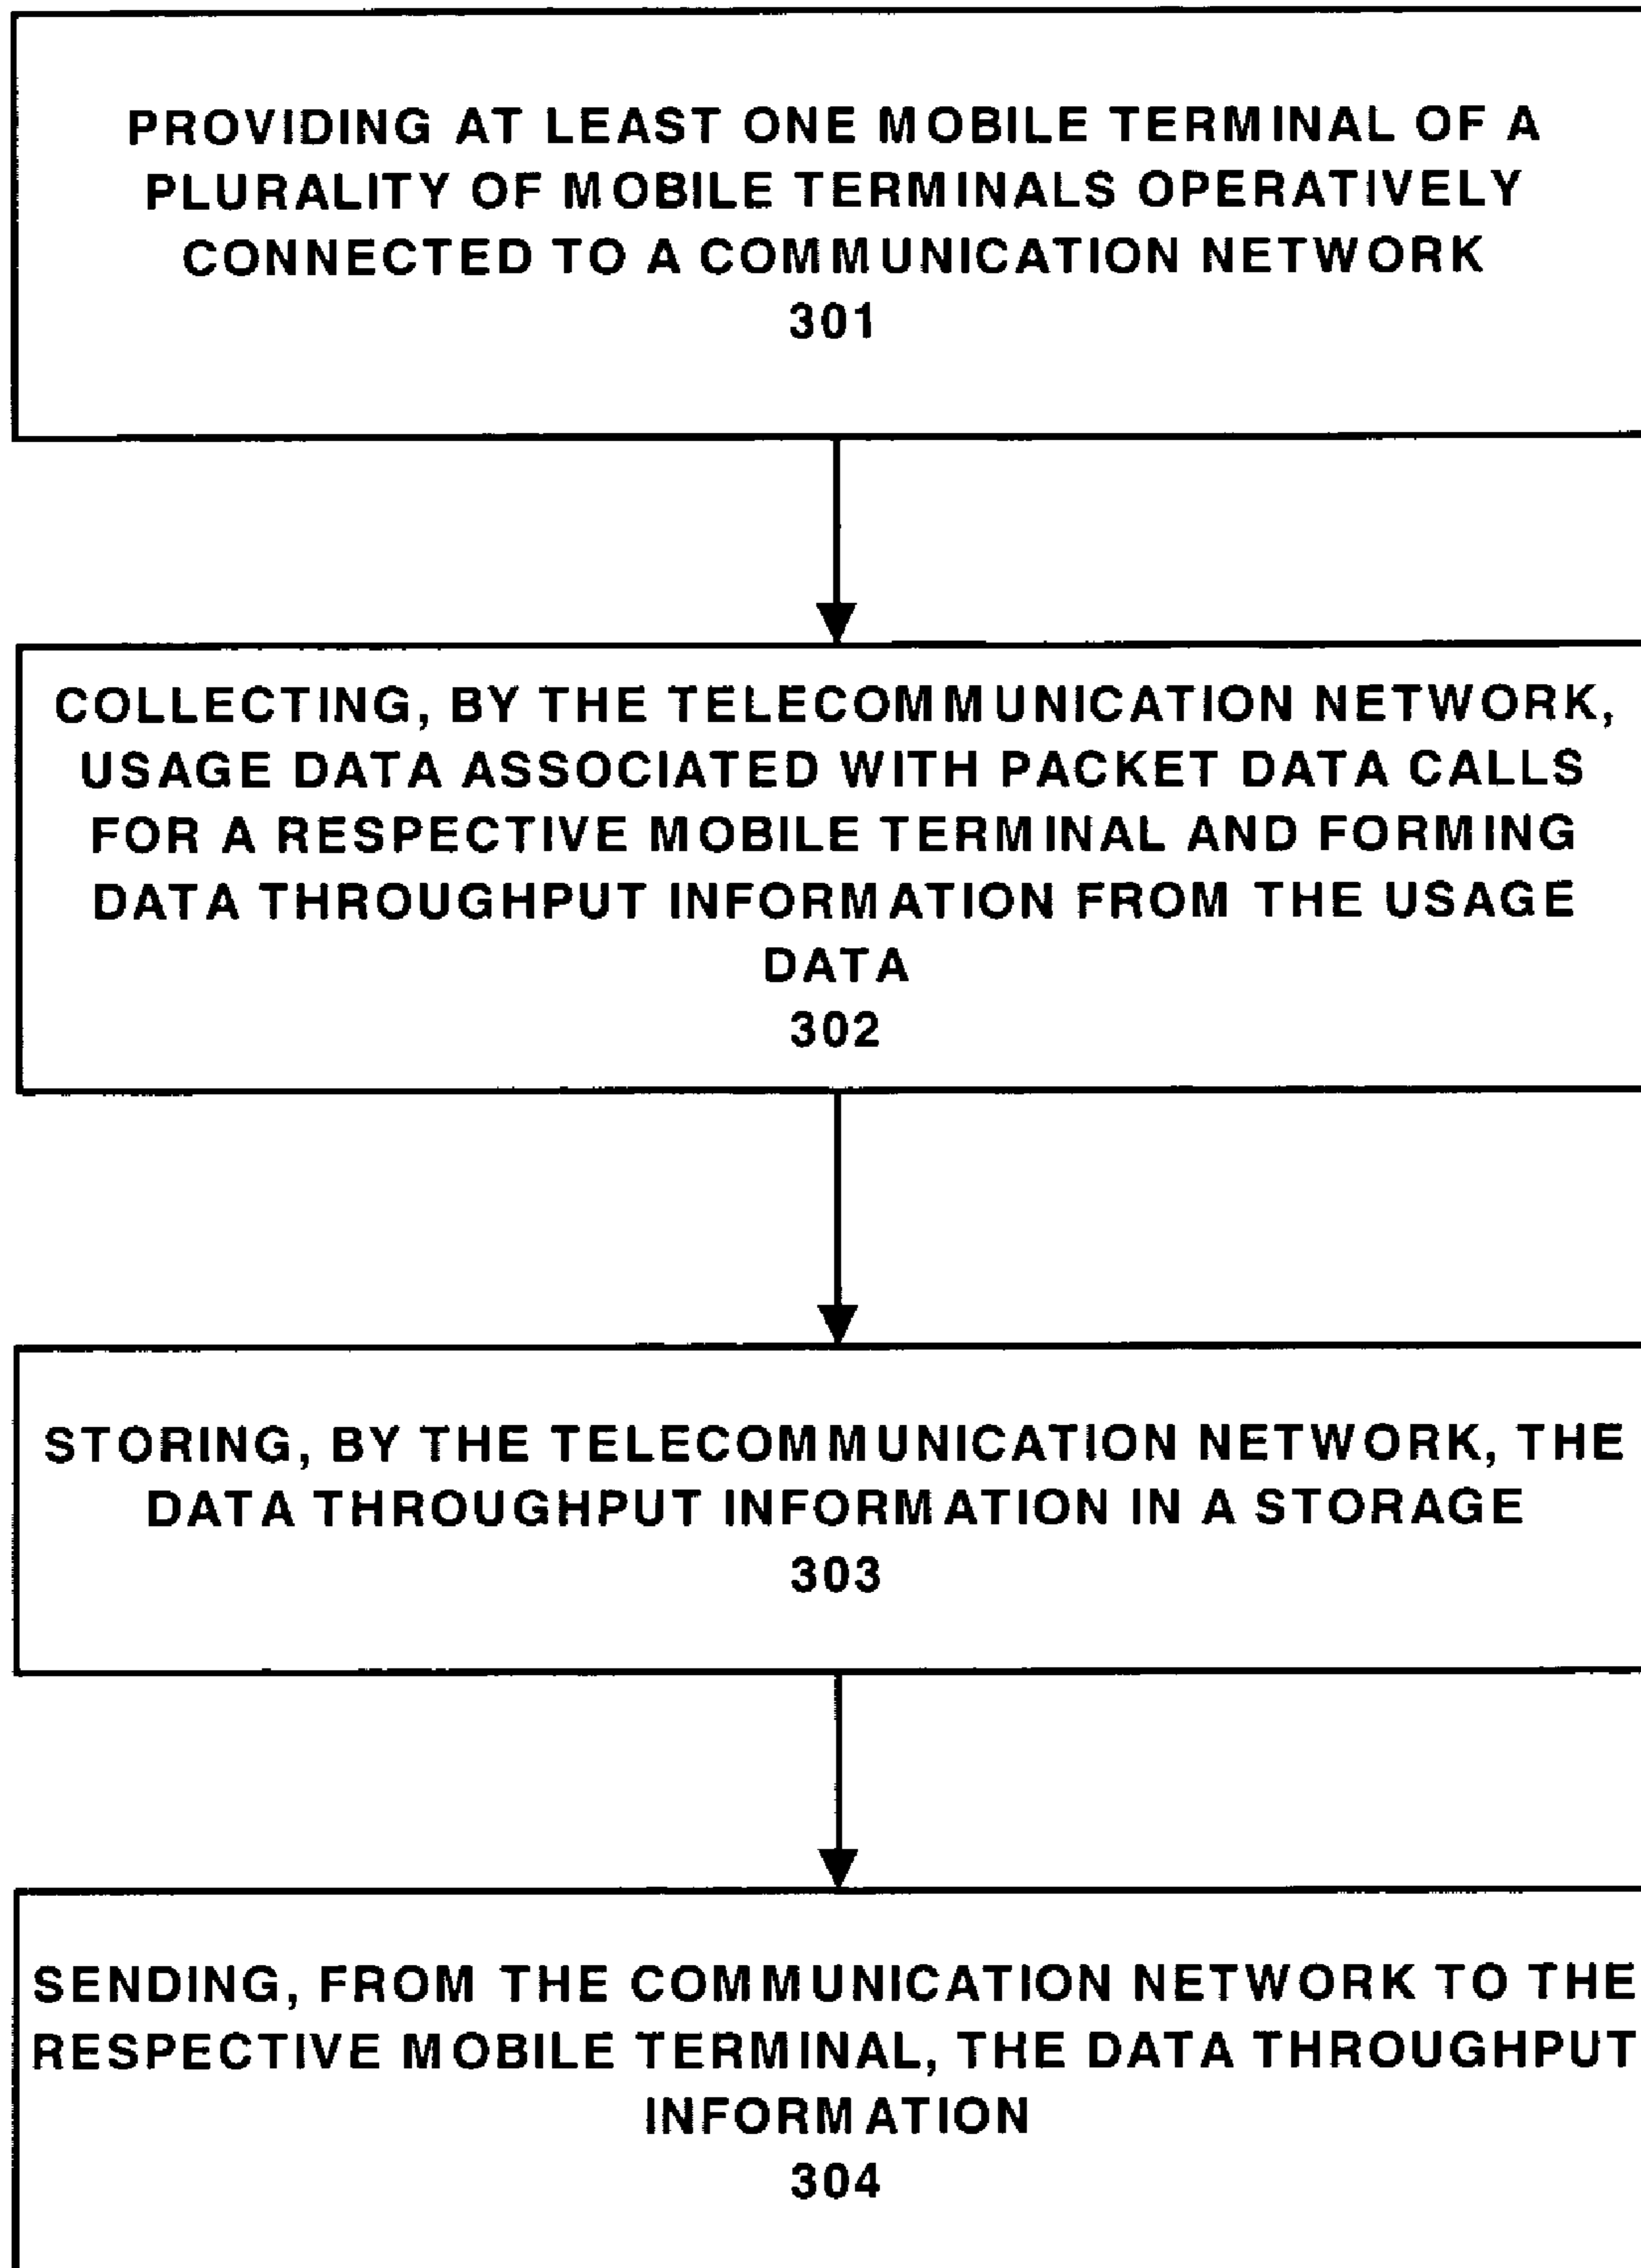 PROVIDING AT LEAST ONE MOBILE TERMINAL OF A
PLURALITY OF MOBILE TERMINALS OPERATIVELY
CONNECTED TO A COMMUNICATION NETWORK
301
COLLECTING, BY THE TELECOMMUNICATION NETWORK,
USAGE DATA ASSOCIATED WITH PACKET DATA CALLS
FOR A RESPECTIVE MOBILE TERMINAL AND FORMING
DATA THROUGHPUT INFORMATION FROM THE USAGE
DATA
302
STORING, BY THE TELECOMMUNICATION NETWORK, THE
DATA THROUGHPUT INFORMATION IN A STORAGE
303
SENDING, FROM THE COMMUNICATION NETWORK TO THE
RESPECTIVE MOBILE TERMINAL, THE DATA THROUGHPUT
INFORMATION
304